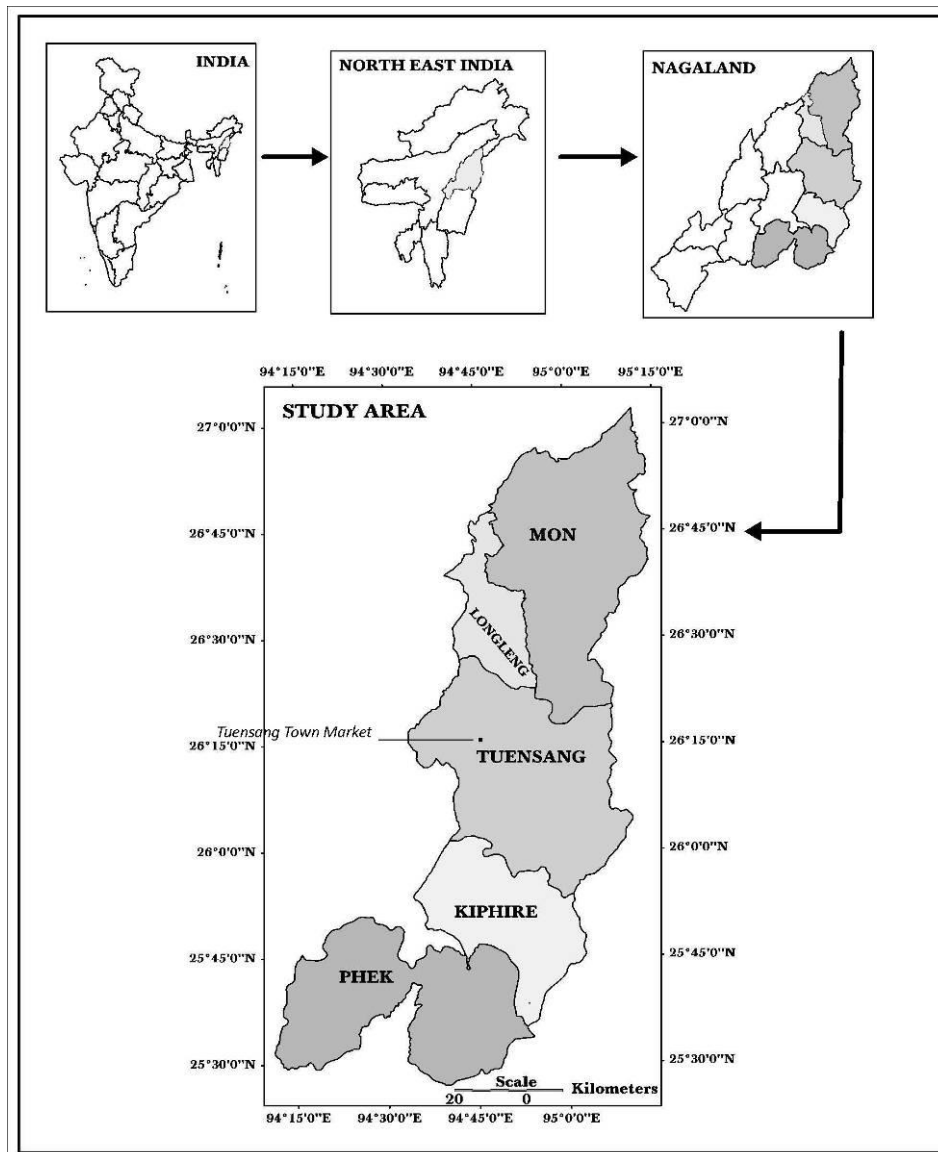 INDIA
NORTH EAST INDIA
NAGALAND
94°15'0"E 94°30'0"E 94°45'0"E 95°0'0"E 95°15'0"E
STUDY AREA
27°0'0"N 27°0'0"N
26°45'0"N MON 26°45'0"N
LONGLENG
26°30'0"N 26°30'0"N
Tuensang Town Market
26°15'0"N TUENSANG 26°15'0"N
26°0'0"N 26°0'0"N
KIPHIRE
25°45'0"N PHEK 25°45'0"N
25°30'0"N 25°30'0"N
Scale Kilometers
20 0
94°15'0"E 94°30'0"E 94°45'0"E 95°0'0"E